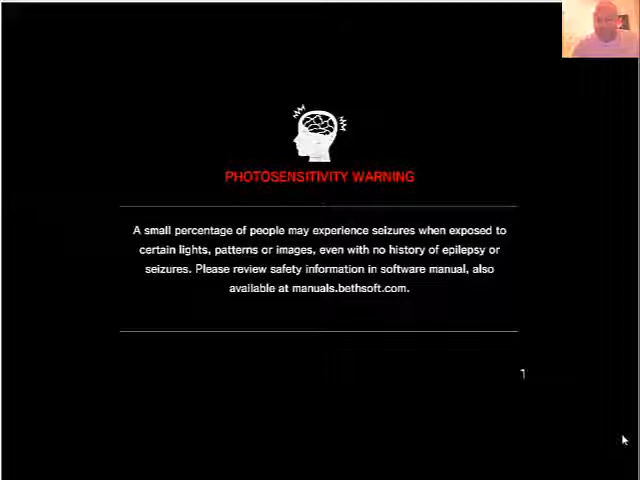 PHOTOSENSITIVITY WARNING
A small percentage of people may experience seizures when exposed to
certain lights, patterns or images, even with no history of epilepsy or
seizures. Please review safety information in software manual, also
available at manuals.bethsoft.com.
1